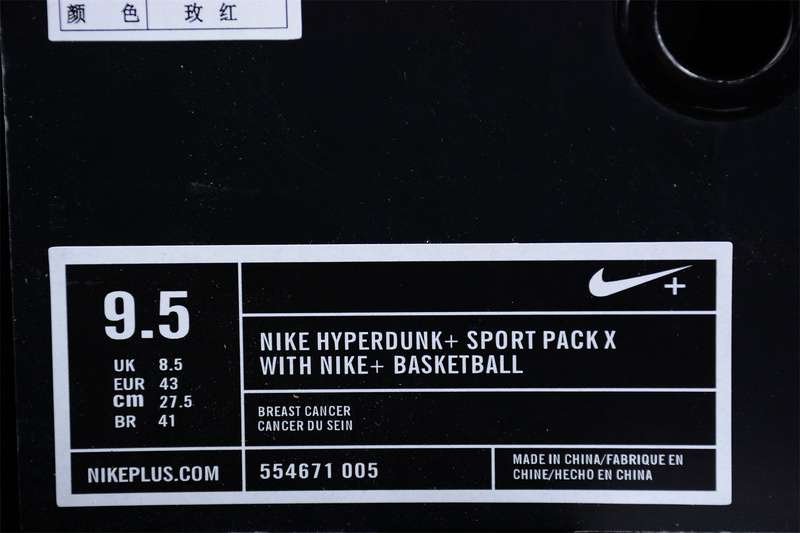 颜 色 玫 红
9.5
UK 8.5
EUR 43
cm 27.5
BR 41
NIKEPLUS.COM
NIKE HYPERDUNK+ SPORT PACK X
WITH NIKE+ BASKETBALL
BREAST CANCER
CANCER DU SEIN
554671 005
MADE IN CHINA/FABRIQUE EN
CHINE/HECHO EN CHINA